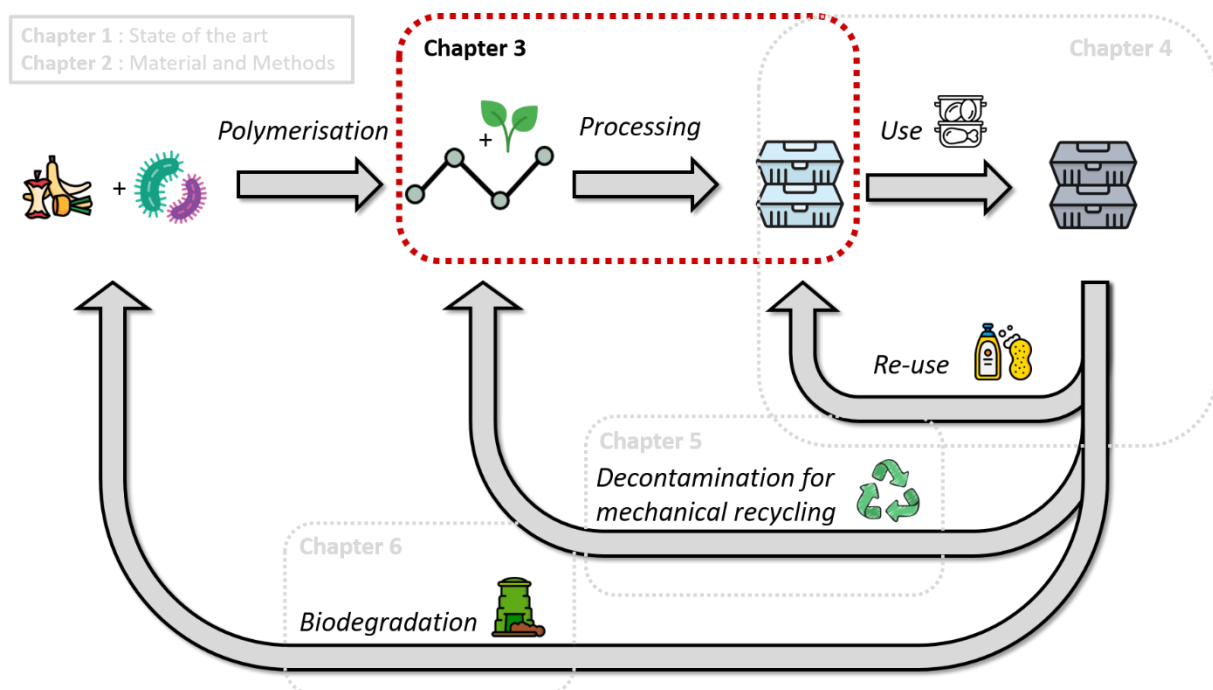 Chapter 1 : State of the art
Chapter 2 : Material and Methods
Chapter 3
Chapter 4
Polymerisation
+
+
Processing
Use
Re-use
Chapter 5
Decontamination for
mechanical recycling
Chapter 6
Biodegradation